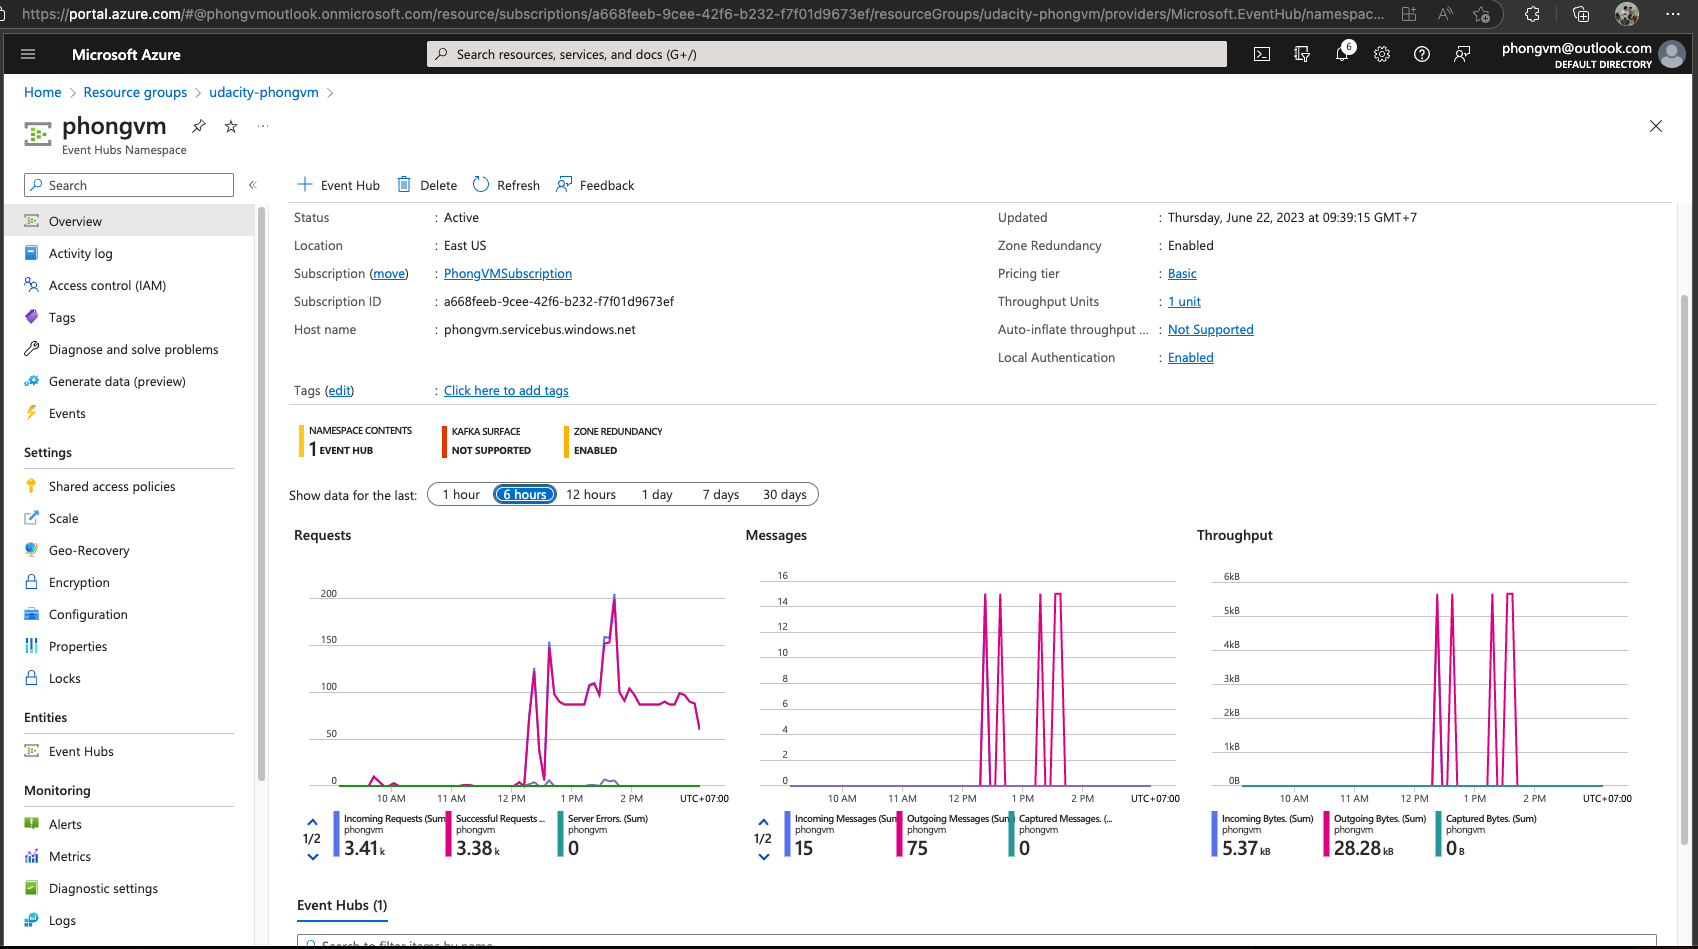 https://portal.azure.com/#@phongvmoutlook.onmicrosoft.com/resource/subscriptions/a668feeb-9cee-42f6-b232-f7f01d9673ef/resourceGroups/udacity-phongvm/providers/Microsoft.EventHub/namespac...
Microsoft Azure
Search resources, services, and docs (G+/)
6
phongvm@outlook.com
DEFAULT DIRECTORY
Home > Resource groups > udacity-phongvm >
phongvm
Event Hubs Namespace
Search
Overview
Activity log
Access control (IAM)
Tags
Diagnose and solve problems
Generate data (preview)
Events
Settings
Shared access policies
Scale
Geo-Recovery
Encryption
Configuration
Properties
Locks
Entities
Event Hubs
Monitoring
Alerts
Metrics
Diagnostic settings
Logs
Event Hub Delete Refresh Feedback
Status : Active
Location : East US
Subscription (move) : PhongVMSubscription
Subscription ID : a668feeb-9cee-42f6-b232-f7f01d9673ef
Host name : phongvm.servicebus.windows.net
Updated : Thursday, June 22, 2023 at 09:39:15 GMT+7
Zone Redundancy : Enabled
Pricing tier : Basic
Throughput Units : 1 unit
Auto-inflate throughput ... : Not Supported
Local Authentication : Enabled
Tags (edit) : Click here to add tags
NAMESPACE CONTENTS
1 EVENT HUB
KAFKA SURFACE
NOT SUPPORTED
ZONE REDUNDANCY
ENABLED
Show data for the last: 1 hour 6 hours 12 hours 1 day 7 days 30 days
Requests
200
150
100
50
0
10 AM 11 AM 12 PM 1 PM 2 PM UTC+07:00
1/2
Incoming Requests (Sum
phongvm
3.41 k
Successful Requests ...
phongvm
3.38 k
Server Errors. (Sum)
phongvm
0
Messages
16
14
12
10
8
6
4
2
0
10 AM 11 AM 12 PM 1 PM 2 PM UTC+07:00
1/2
Incoming Messages (Sum
phongvm
15
Outgoing Messages (Sum
phongvm
75
Captured Messages. (...
phongvm
0
Throughput
6kB
5kB
4kB
3kB
2kB
1kB
0B
10 AM 11 AM 12 PM 1 PM 2 PM UTC+07:00
Incoming Bytes. (Sum)
phongvm
5.37 kB
Outgoing Bytes. (Sum)
phongvm
28.28 kB
Captured Bytes. (Sum)
phongvm
0 B
Event Hubs (1)
Search to filter items by name